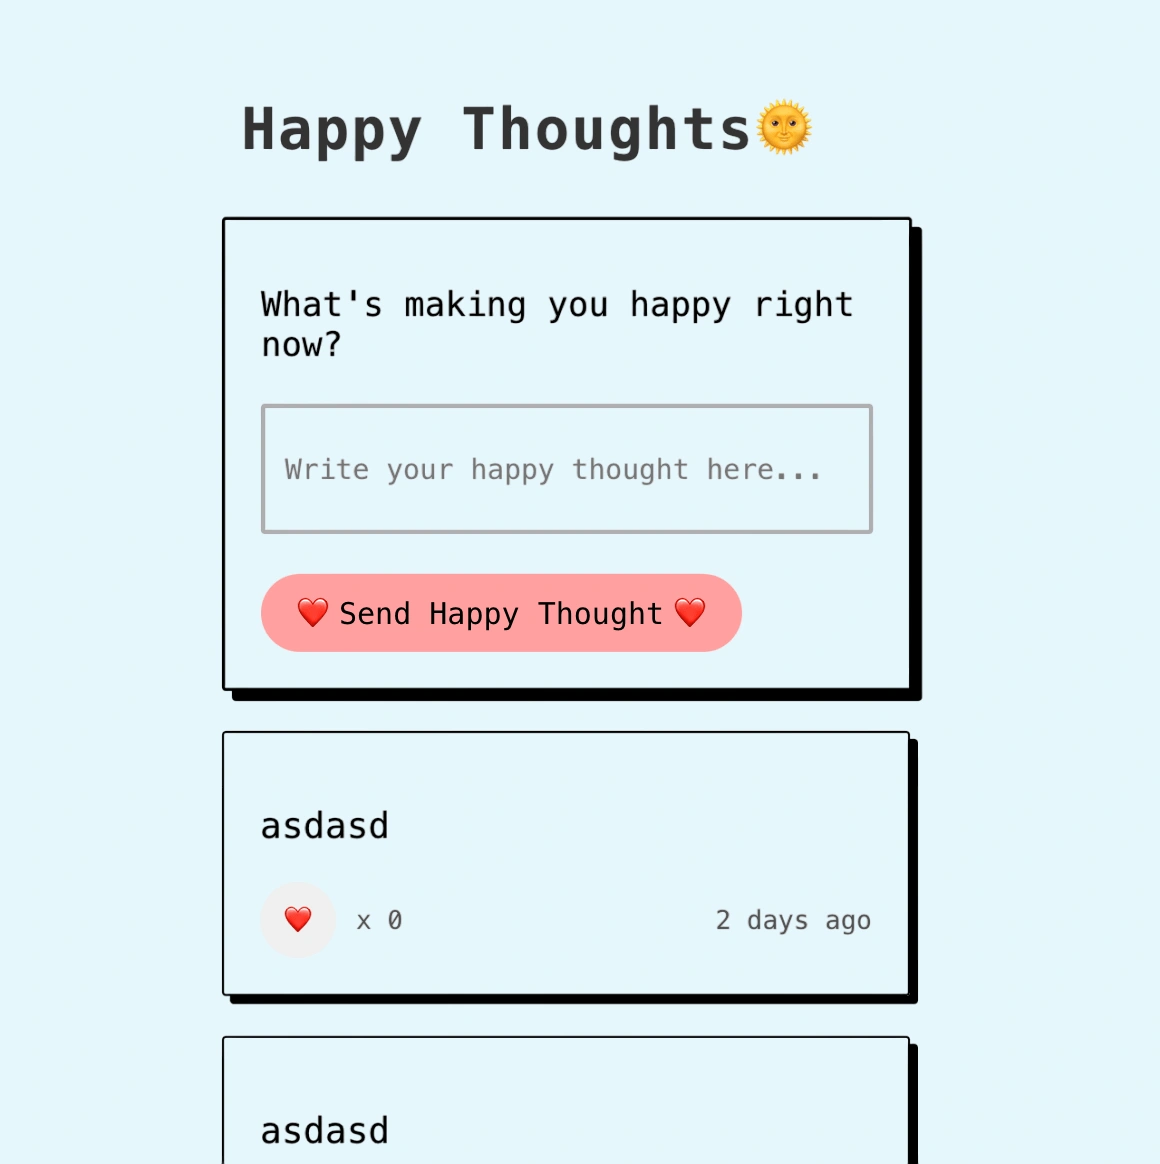 Happy Thoughts🌞
What's making you happy right
now?
Write your happy thought here...
❤️ Send Happy Thought ❤️
asdasd
❤️ x 0 2 days ago
asdasd